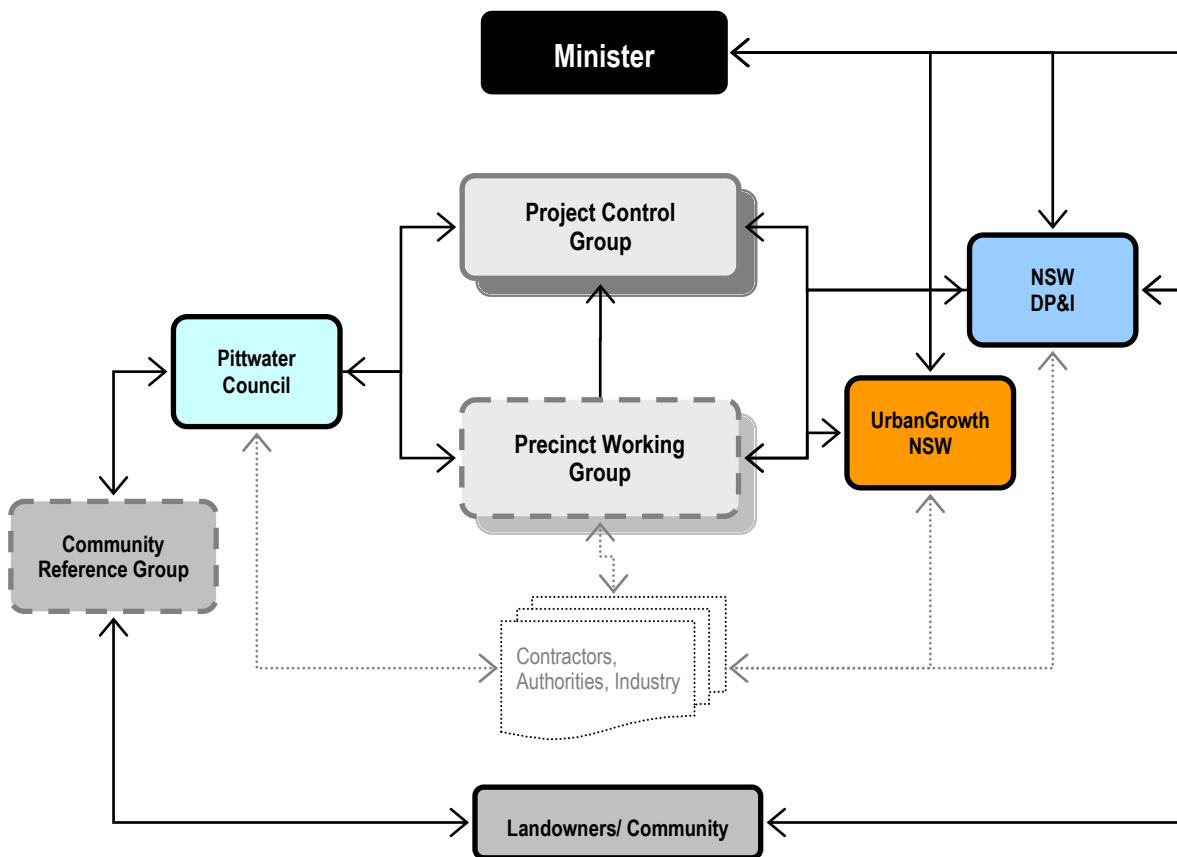 Minister
Project Control
Group
NSW
DP&I
Pittwater
Council
UrbanGrowth
NSW
Precinct Working
Group
Community
Reference Group
Contractors,
Authorities, Industry
Landowners/ Community